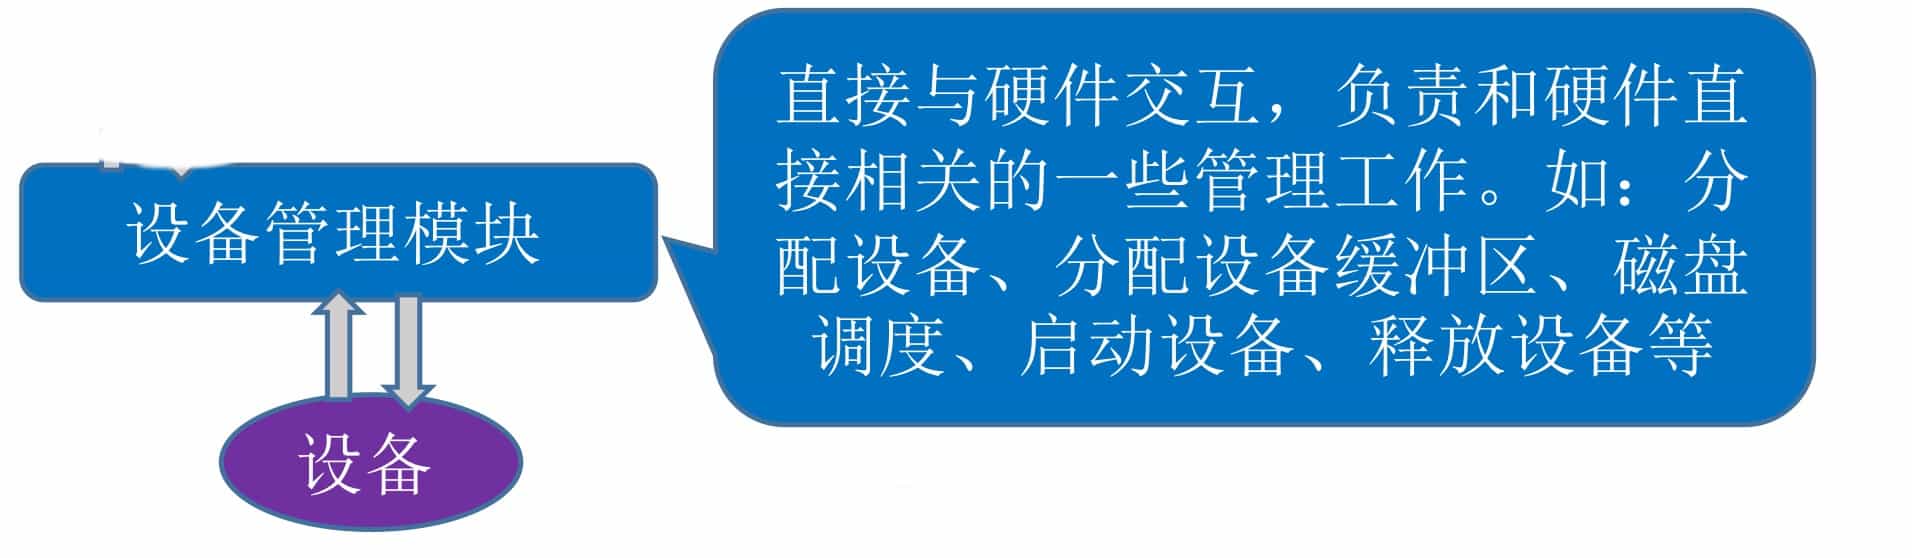 设备管理模块
设备
直接与硬件交互，负责和硬件直
接相关的一些管理工作。如：分
配设备、分配设备缓冲区、磁盘
调度、启动设备、释放设备等